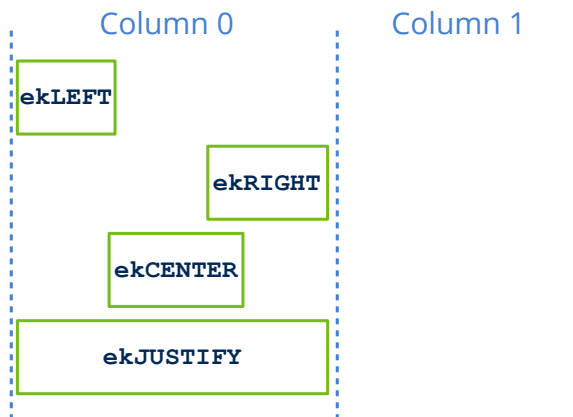 Column 0 Column 1
ekLEFT
ekRIGHT
ekCENTER
ekJUSTIFY